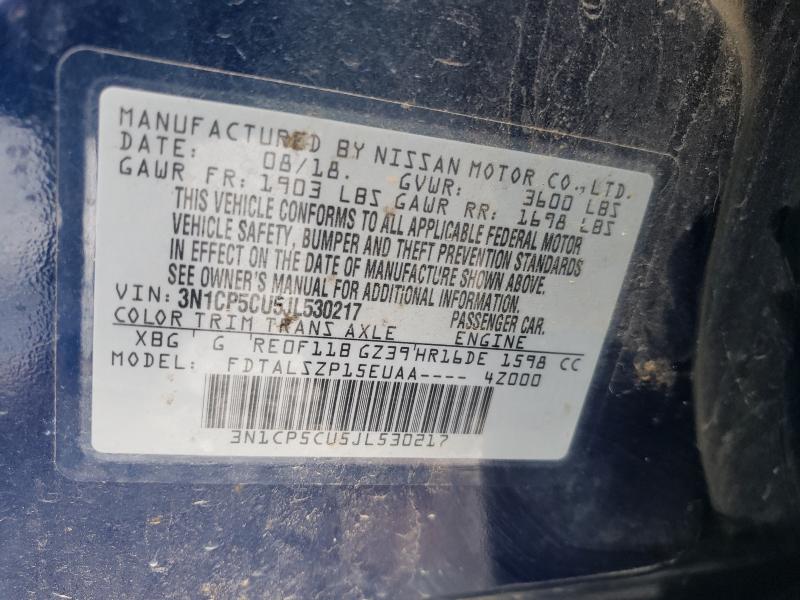 MANUFACTURED BY NISSAN MOTOR CO., LTD.
DATE: 08/18. GVWR: 3600 LBS
GAWR FR: 1903 LBS GAWR RR: 1698 LBS
THIS VEHICLE CONFORMS TO ALL APPLICABLE FEDERAL MOTOR
VEHICLE SAFETY, BUMPER AND THEFT PREVENTION STANDARDS
IN EFFECT ON THE DATE OF MANUFACTURE SHOWN ABOVE.
SEE OWNER'S MANUAL FOR ADDITIONAL INFORMATION.
VIN: 3N1CP5CU5JL530217 PASSENGER CAR.
COLOR TRIM TRANS AXLE ENGINE
XBG G RE0F11B GZ39 HR16DE 1598 CC
MODEL: FDTALSZP15EUAA---- 4Z000
3N1CP5CU5JL530217